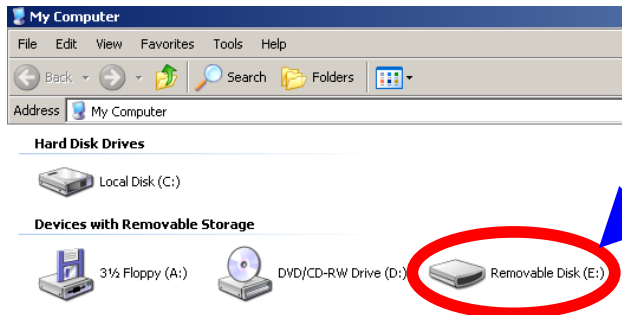 My Computer
File Edit View Favorites Tools Help
Back Search Folders
Address My Computer
Hard Disk Drives
Local Disk (C:)
Devices with Removable Storage
3½ Floppy (A:) DVD/CD-RW Drive (D:) Removable Disk (E:)